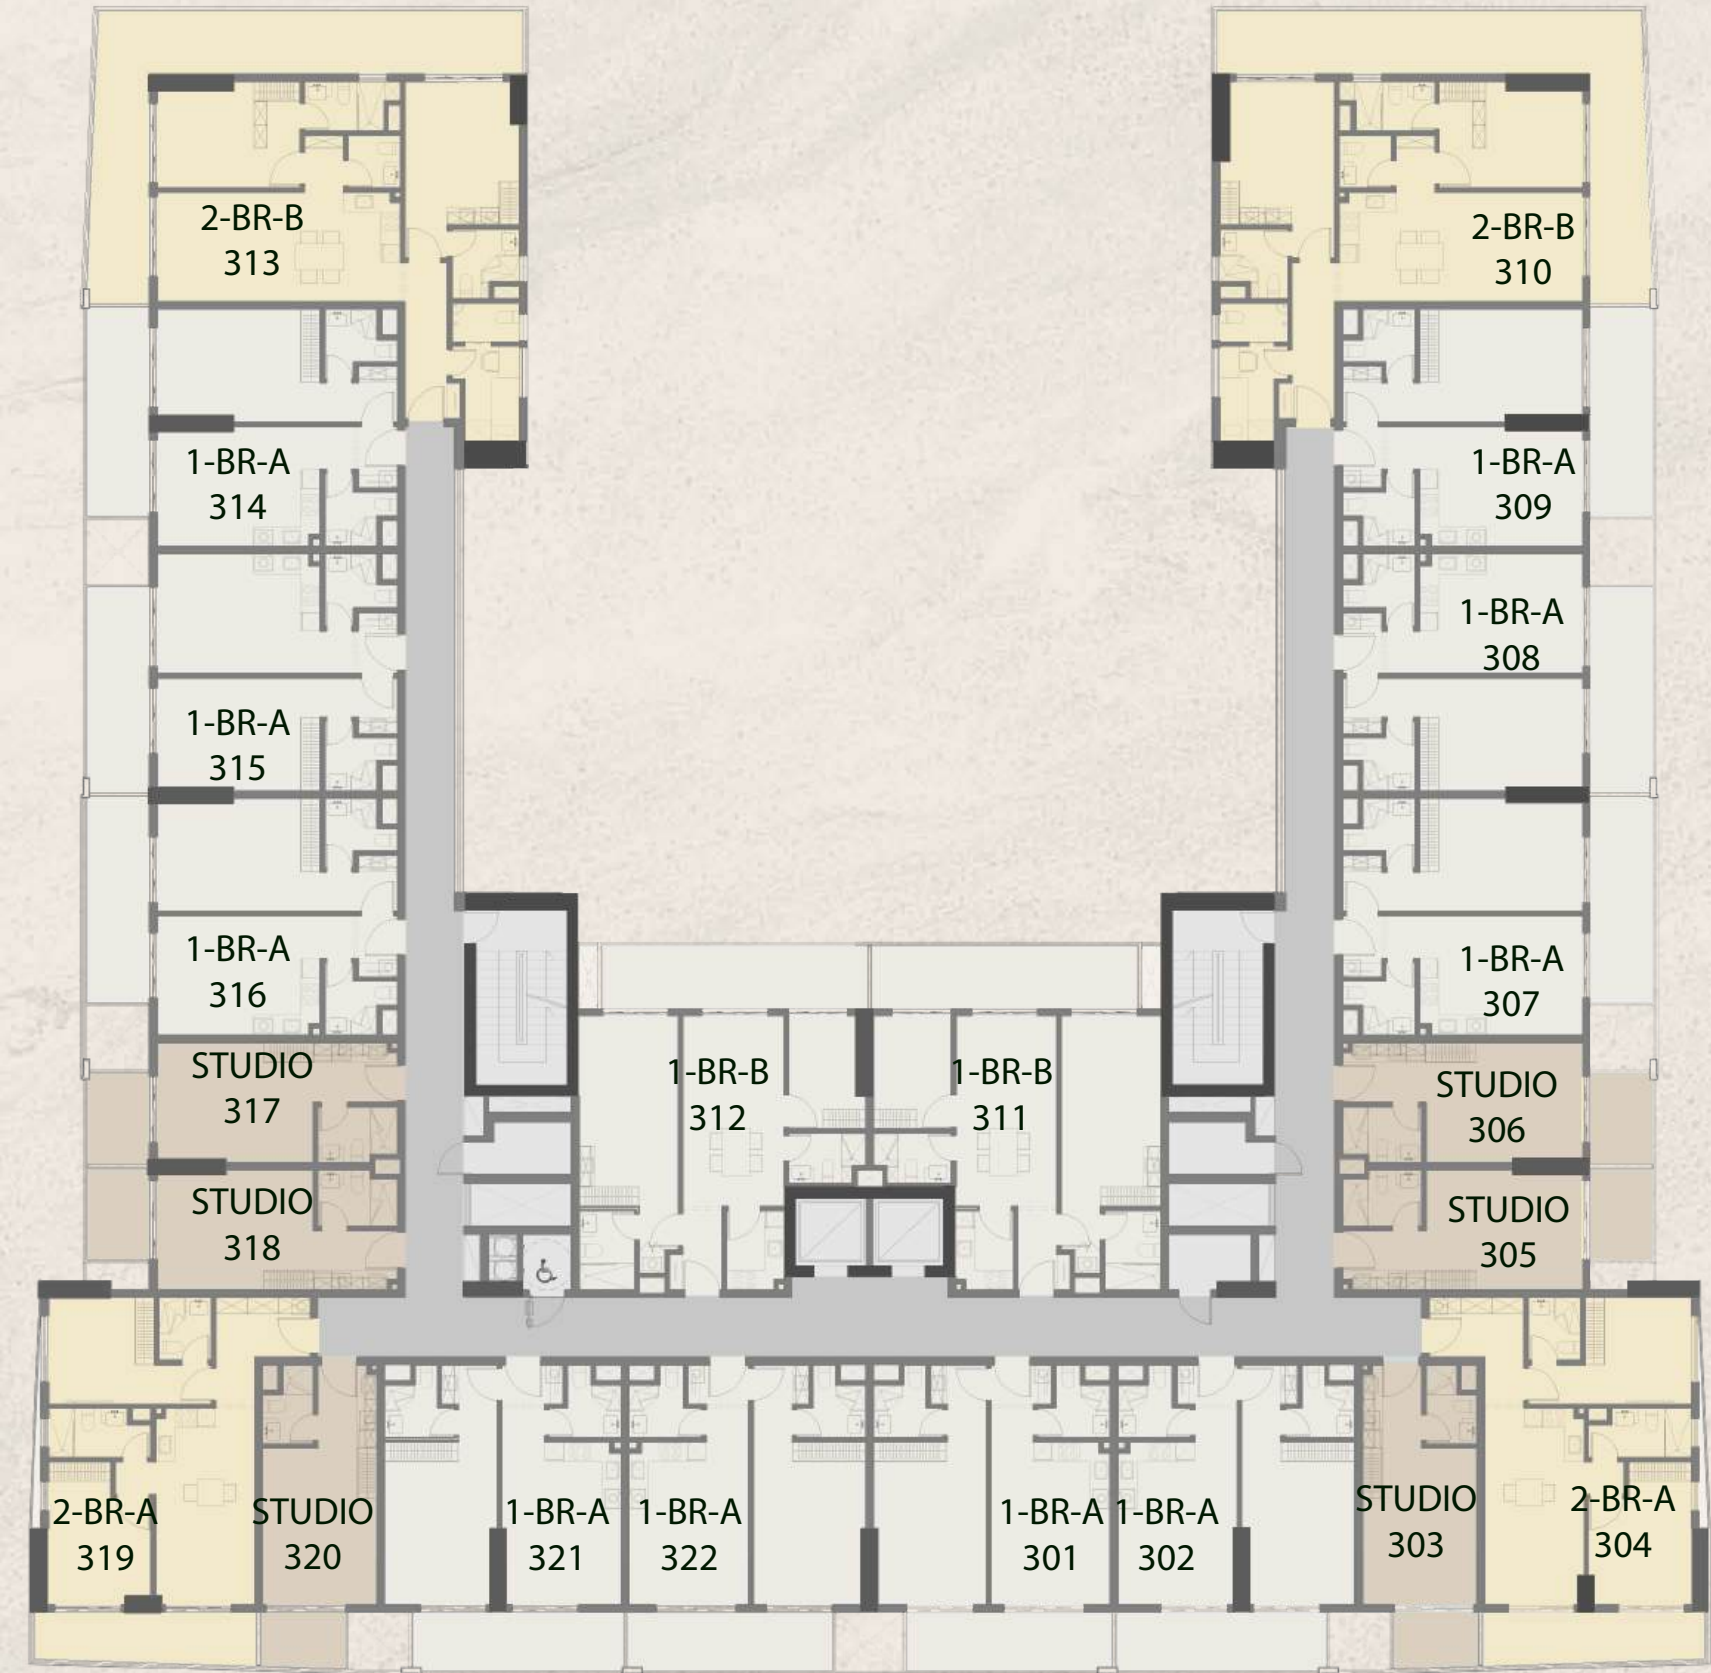 2-BR-B
313
2-BR-B
310
1-BR-A
314
1-BR-A
309
1-BR-A
308
1-BR-A
315
1-BR-A
316
1-BR-A
307
STUDIO
317
1-BR-B
312
1-BR-B
311
STUDIO
306
STUDIO
318
STUDIO
305
2-BR-A
319
STUDIO
320
1-BR-A
321
1-BR-A
322
1-BR-A
301
1-BR-A
302
STUDIO
303
2-BR-A
304